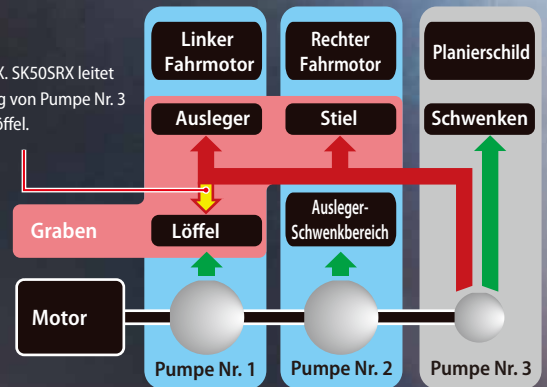 X. SK50SRX leitet
g von Pumpe Nr. 3
öffel.
Linker
Fahrmotor
Rechter
Fahrmotor
Planierschild
Ausleger
Stiel
Schwenken
Graben
Löffel
Ausleger-
Schwenkbereich
Motor
Pumpe Nr. 1
Pumpe Nr. 2
Pumpe Nr. 3